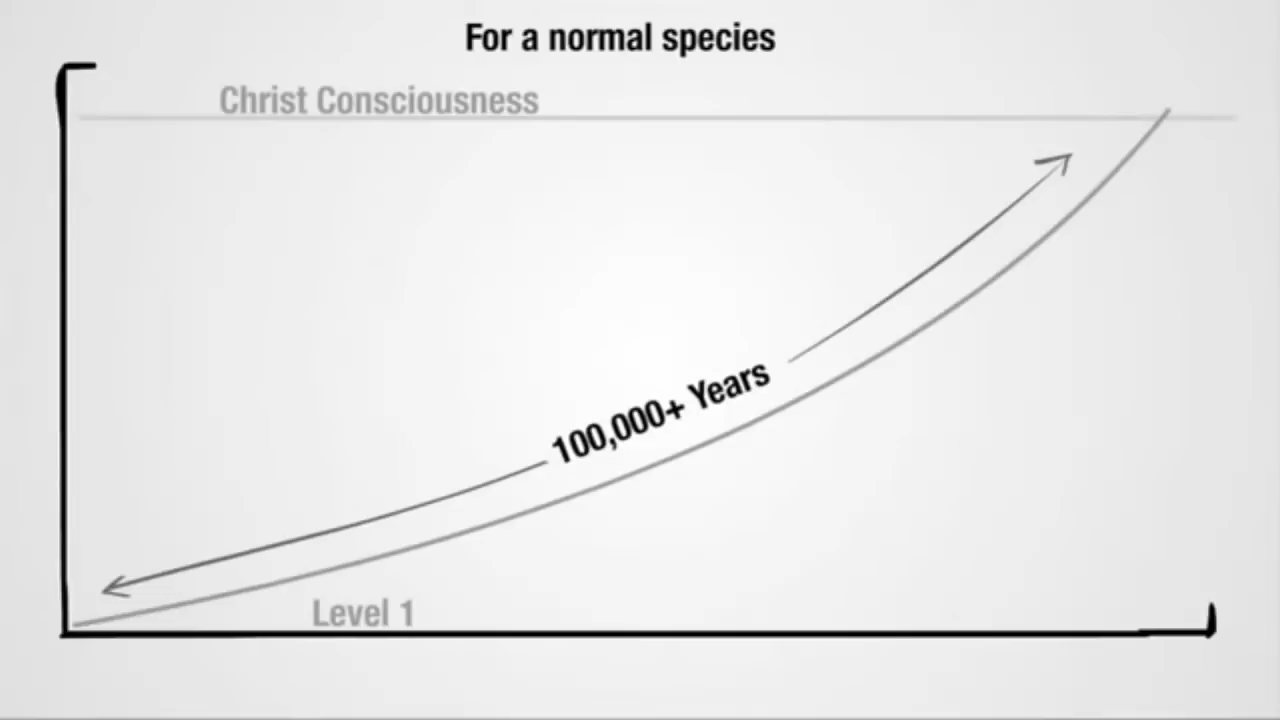 For a normal species
Christ Consciousness
100,000+ Years
Level 1